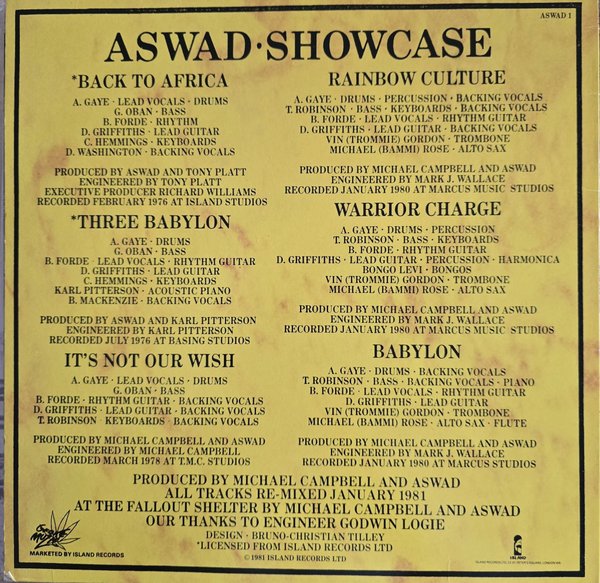 ASWAD 1
ASWAD·SHOWCASE
*BACK TO AFRICA
A. GAYE · LEAD VOCALS · DRUMS
G. OBAN · BASS
B. FORDE · RHYTHM
D. GRIFFITHS · LEAD GUITAR
C. HEMMINGS · KEYBOARDS
D. WASHINGTON · BACKING VOCALS
PRODUCED BY ASWAD AND TONY PLATT
ENGINEERED BY TONY PLATT
EXECUTIVE PRODUCER RICHARD WILLIAMS
RECORDED FEBRUARY 1976 AT ISLAND STUDIOS
*THREE BABYLON
A. GAYE · DRUMS
G. OBAN · BASS
B. FORDE · LEAD VOCALS · RHYTHM GUITAR
D. GRIFFITHS · LEAD GUITAR
C. HEMMINGS · KEYBOARDS
KARL PITTERSON · ACOUSTIC PIANO
B. MACKENZIE · BACKING VOCALS
PRODUCED BY ASWAD AND KARL PITTERSON
ENGINEERED BY KARL PITTERSON
RECORDED JULY 1976 AT BASING STUDIOS
IT'S NOT OUR WISH
A. GAYE · LEAD VOCALS · DRUMS
G. OBAN · BASS
B. FORDE · RHYTHM GUITAR · BACKING VOCALS
D. GRIFFITHS · LEAD GUITAR · BACKING VOCALS
T. ROBINSON · KEYBOARDS · BACKING VOCALS
PRODUCED BY MICHAEL CAMPBELL AND ASWAD
ENGINEERED BY MICHAEL CAMPBELL
RECORDED MARCH 1978 AT T.M.C. STUDIOS
RAINBOW CULTURE
A. GAYE · DRUMS · PERCUSSION · BACKING VOCALS
T. ROBINSON · BASS · KEYBOARDS · BACKING VOCALS
B. FORDE · LEAD VOCALS · RHYTHM GUITAR
D. GRIFFITHS · LEAD GUITAR · BACKING VOCALS
VIN (TROMMIE) GORDON · TROMBONE
MICHAEL (BAMMI) ROSE · ALTO SAX
PRODUCED BY MICHAEL CAMPBELL AND ASWAD
ENGINEERED BY MARK J. WALLACE
RECORDED JANUARY 1980 AT MARCUS MUSIC STUDIOS
WARRIOR CHARGE
A. GAYE · DRUMS · PERCUSSION
T. ROBINSON · BASS · KEYBOARDS
B. FORDE · RHYTHM GUITAR
D. GRIFFITHS · LEAD GUITAR · PERCUSSION · HARMONICA
BONGO LEVI · BONGOS
VIN (TROMMIE) GORDON · TROMBONE
MICHAEL (BAMMI) ROSE · ALTO SAX
PRODUCED BY MICHAEL CAMPBELL AND ASWAD
ENGINEERED BY MARK J. WALLACE
RECORDED JANUARY 1980 AT MARCUS MUSIC STUDIOS
BABYLON
A. GAYE · DRUMS · BACKING VOCALS
T. ROBINSON · BASS · BACKING VOCALS · PIANO
B. FORDE · LEAD VOCALS · RHYTHM GUITAR
D. GRIFFITHS · LEAD GUITAR
VIN (TROMMIE) GORDON · TROMBONE
MICHAEL (BAMMI) ROSE · ALTO SAX · FLUTE
PRODUCED BY MICHAEL CAMPBELL AND ASWAD
ENGINEERED BY MARK J. WALLACE
RECORDED JANUARY 1980 AT MARCUS MUSIC STUDIOS
PRODUCED BY MICHAEL CAMPBELL AND ASWAD
ALL TRACKS RE-MIXED JANUARY 1981
AT THE FALLOUT SHELTER BY MICHAEL CAMPBELL AND ASWAD
OUR THANKS TO ENGINEER GODWIN LOGIE
DESIGN · BRUNO-CHRISTIAN TILLEY
*LICENSED FROM ISLAND RECORDS LTD
© 1981 ISLAND RECORDS LTD
MARKETED BY ISLAND RECORDS
ISLAND